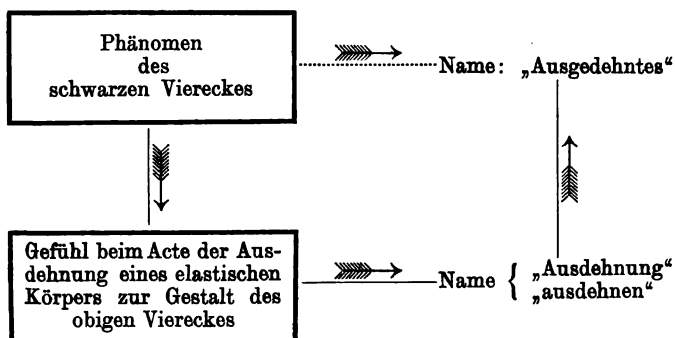 Phänomen
des
schwarzen Viereckes
Name: „Ausgedehntes“
Gefühl beim Acte der Aus-
dehnung eines elastischen
Körpers zur Gestalt des
obigen Viereckes
Name { „Ausdehnung“
„ausdehnen“